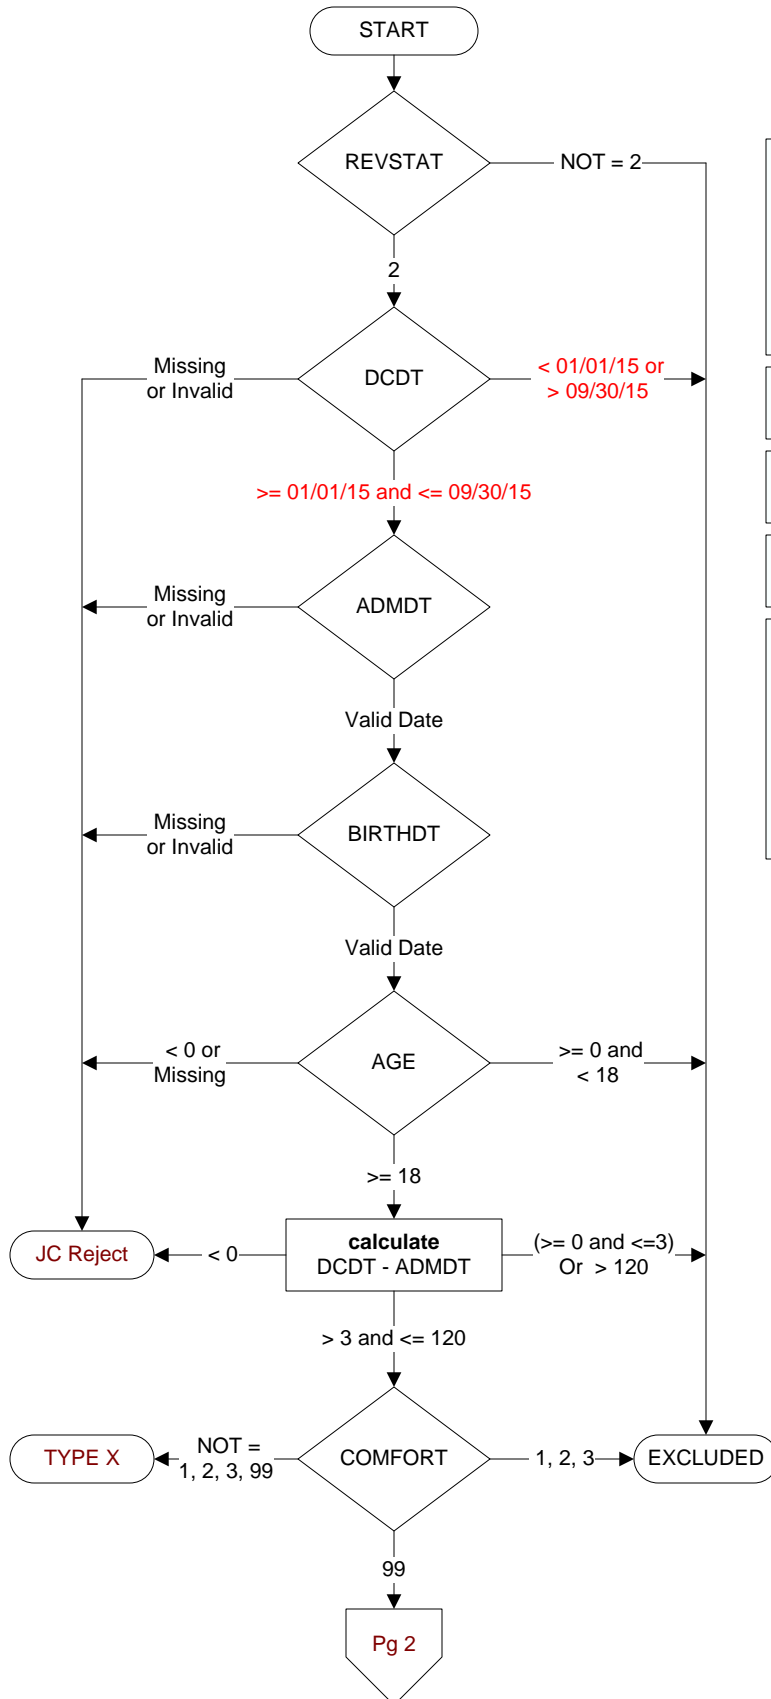 START
REVSTAT
NOT = 2
2
Missing
or Invalid
DCDT
< 01/01/15 or
> 09/30/15
>= 01/01/15 and <= 09/30/15
Missing
or Invalid
ADMDT
Valid Date
Missing
or Invalid
BIRTHDT
Valid Date
< 0 or
Missing
AGE
>= 0 and
< 18
>= 18
JC Reject
< 0
calculate
DCDT - ADMDT
(>= 0 and <=3)
Or > 120
> 3 and <= 120
TYPE X
NOT =
1, 2, 3, 99
COMFORT
1, 2, 3
EXCLUDED
99
Pg 2